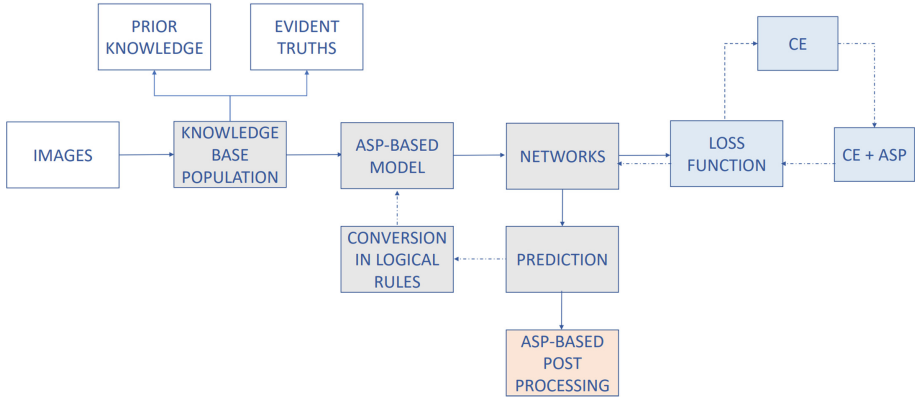 PRIOR
KNOWLEDGE
EVIDENT
TRUTHS
CE
IMAGES
KNOWLEDGE
BASE
POPULATION
ASP-BASED
MODEL
NETWORKS
LOSS
FUNCTION
CE + ASP
CONVERSION
IN LOGICAL
RULES
PREDICTION
ASP-BASED
POST
PROCESSING